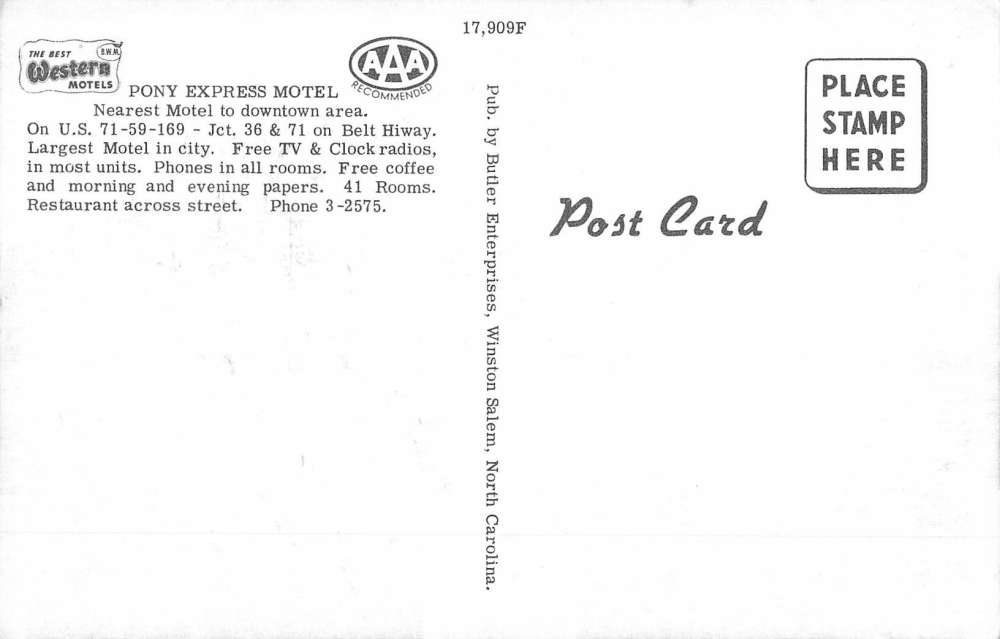 17,909F
THE BEST B.W.M.
Western
MOTELS
AAA
RECOMMENDED
PONY EXPRESS MOTEL
Nearest Motel to downtown area.
On U.S. 71-59-169 - Jct. 36 & 71 on Belt Hiway.
Largest Motel in city. Free TV & Clock radios,
in most units. Phones in all rooms. Free coffee
and morning and evening papers. 41 Rooms.
Restaurant across street. Phone 3-2575.
Pub. by Butler Enterprises, Winston Salem, North Carolina.
PLACE
STAMP
HERE
Post Card